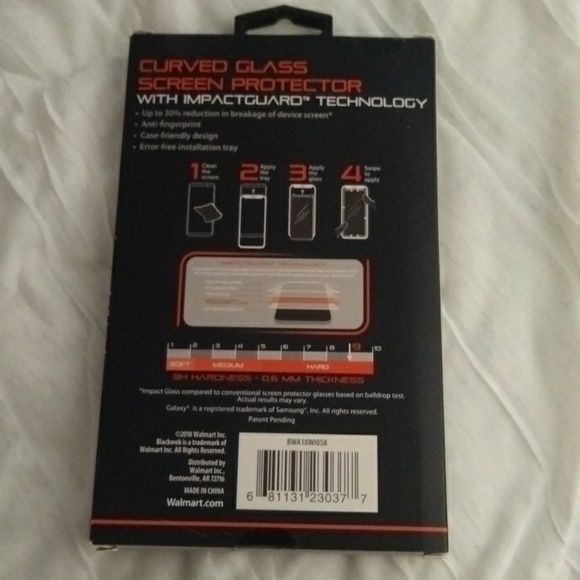 CURVED GLASS
SCREEN PROTECTOR
WITH IMPACTGUARD™ TECHNOLOGY
• Up to 30% reduction in breakage of device screen*
• Anti-fingerprint
• Case-friendly design
• Error-free installation tray
1 Clean the screen
2 Apply the tray
3 Apply the glass
4 Swipe to apply
IMPACTGUARD™ TECHNOLOGY
1 2 3 4 5 6 7 8 9 10
SOFT MEDIUM HARD
9H HARDNESS - 0.6 MM THICKNESS
*Impact Glass compared to conventional screen protector glasses based on balldrop test.
Actual results may vary.
Galaxy® is a registered trademark of Samsung®, Inc. All rights reserved.
Patent Pending
©2018 Walmart Inc.
Blackweb is a trademark of
Walmart Inc. All Rights Reserved.
Distributed by
Walmart Inc.,
Bentonville, AR 72716
MADE IN CHINA
Walmart.com
BWA18WI058
6 81131 23037 7